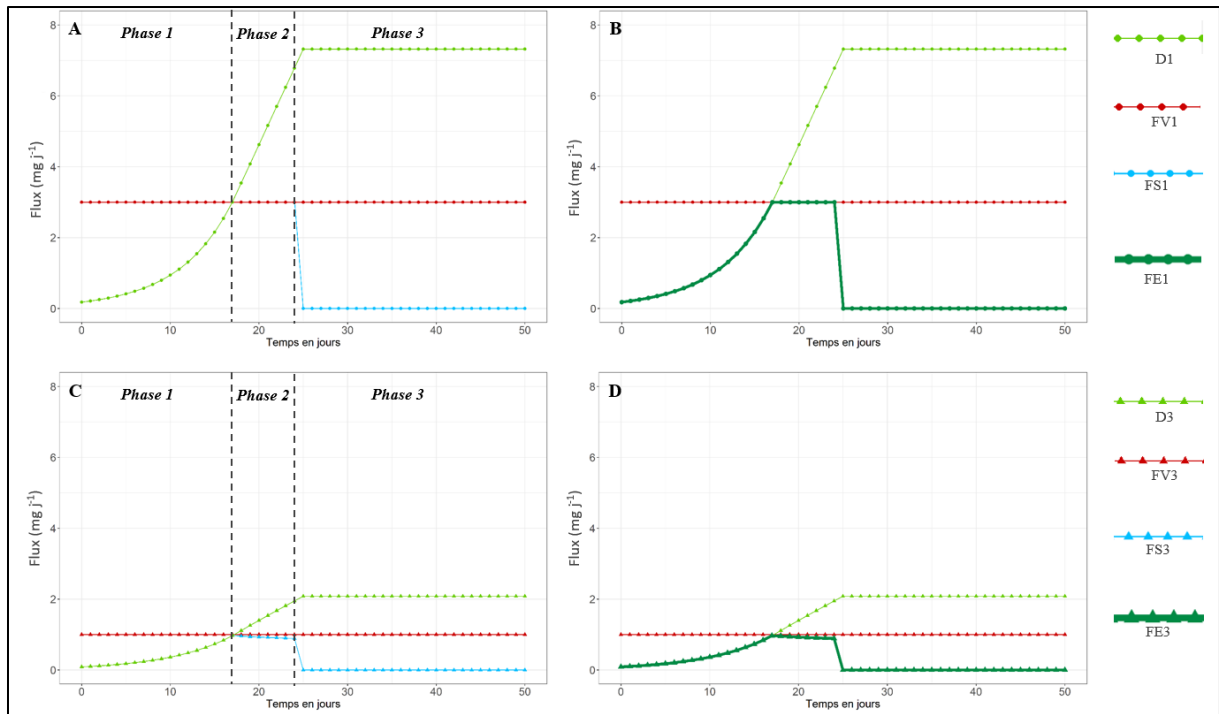 A Phase 1 Phase 2 Phase 3
8
6
4
2
0
Flux (mg j⁻¹)
0 10 20 30 40 50
Temps en jours
B
8
6
4
2
0
Flux (mg j⁻¹)
0 10 20 30 40 50
Temps en jours
D1
FV1
FS1
FE1
C Phase 1 Phase 2 Phase 3
8
6
4
2
0
Flux (mg j⁻¹)
0 10 20 30 40 50
Temps en jours
D
8
6
4
2
0
Flux (mg j⁻¹)
0 10 20 30 40 50
Temps en jours
D3
FV3
FS3
FE3